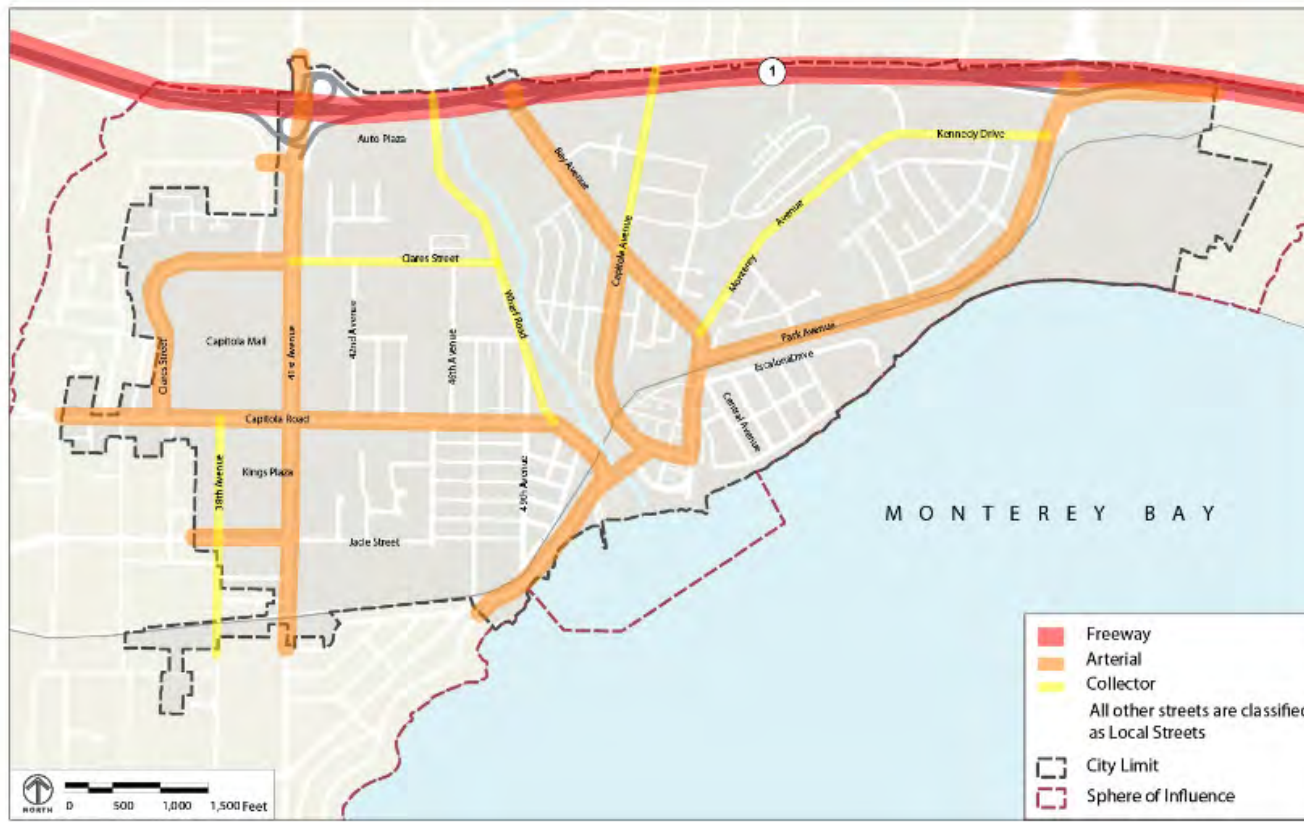 1
Auto Plaza
Kennedy Drive
Bay Avenue
Avenue
Capitola Avenue
Monterey
Clares Street
Wharf Road
42nd Avenue
Park Avenue
Capitola Mall
41st Avenue
Clares Street
46th Avenue
EscalonaDrive
Central Avenue
Capitola Road
Kings Plaza
38th Avenue
49th Avenue
MONTEREY BAY
Jade Street
Freeway
Arterial
Collector
All other streets are classified
as Local Streets
City Limit
Sphere of Influence
NORTH
0 500 1,000 1,500 Feet